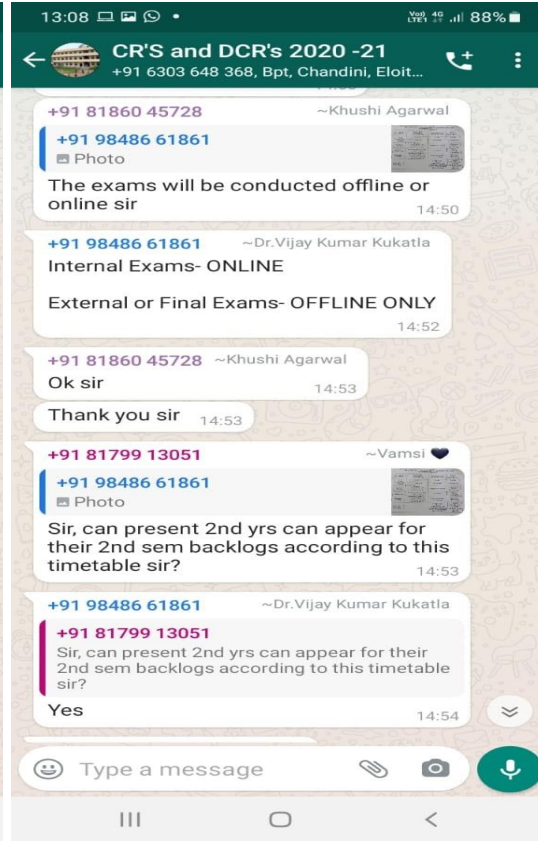 13:08
Vo)) 4G
LTE1 88%
CR'S and DCR's 2020 -21
+91 6303 648 368, Bpt, Chandini, Eloit...
+91 81860 45728 ~Khushi Agarwal
+91 98486 61861
Photo
The exams will be conducted offline or
online sir
14:50
+91 98486 61861 ~Dr.Vijay Kumar Kukatla
Internal Exams- ONLINE
External or Final Exams- OFFLINE ONLY
14:52
+91 81860 45728 ~Khushi Agarwal
Ok sir
14:53
Thank you sir 14:53
+91 81799 13051 ~Vamsi 🖤
+91 98486 61861
Photo
Sir, can present 2nd yrs can appear for
their 2nd sem backlogs according to this
timetable sir?
14:53
+91 98486 61861 ~Dr.Vijay Kumar Kukatla
+91 81799 13051
Sir, can present 2nd yrs can appear for their
2nd sem backlogs according to this timetable
sir?
Yes
14:54
Type a message